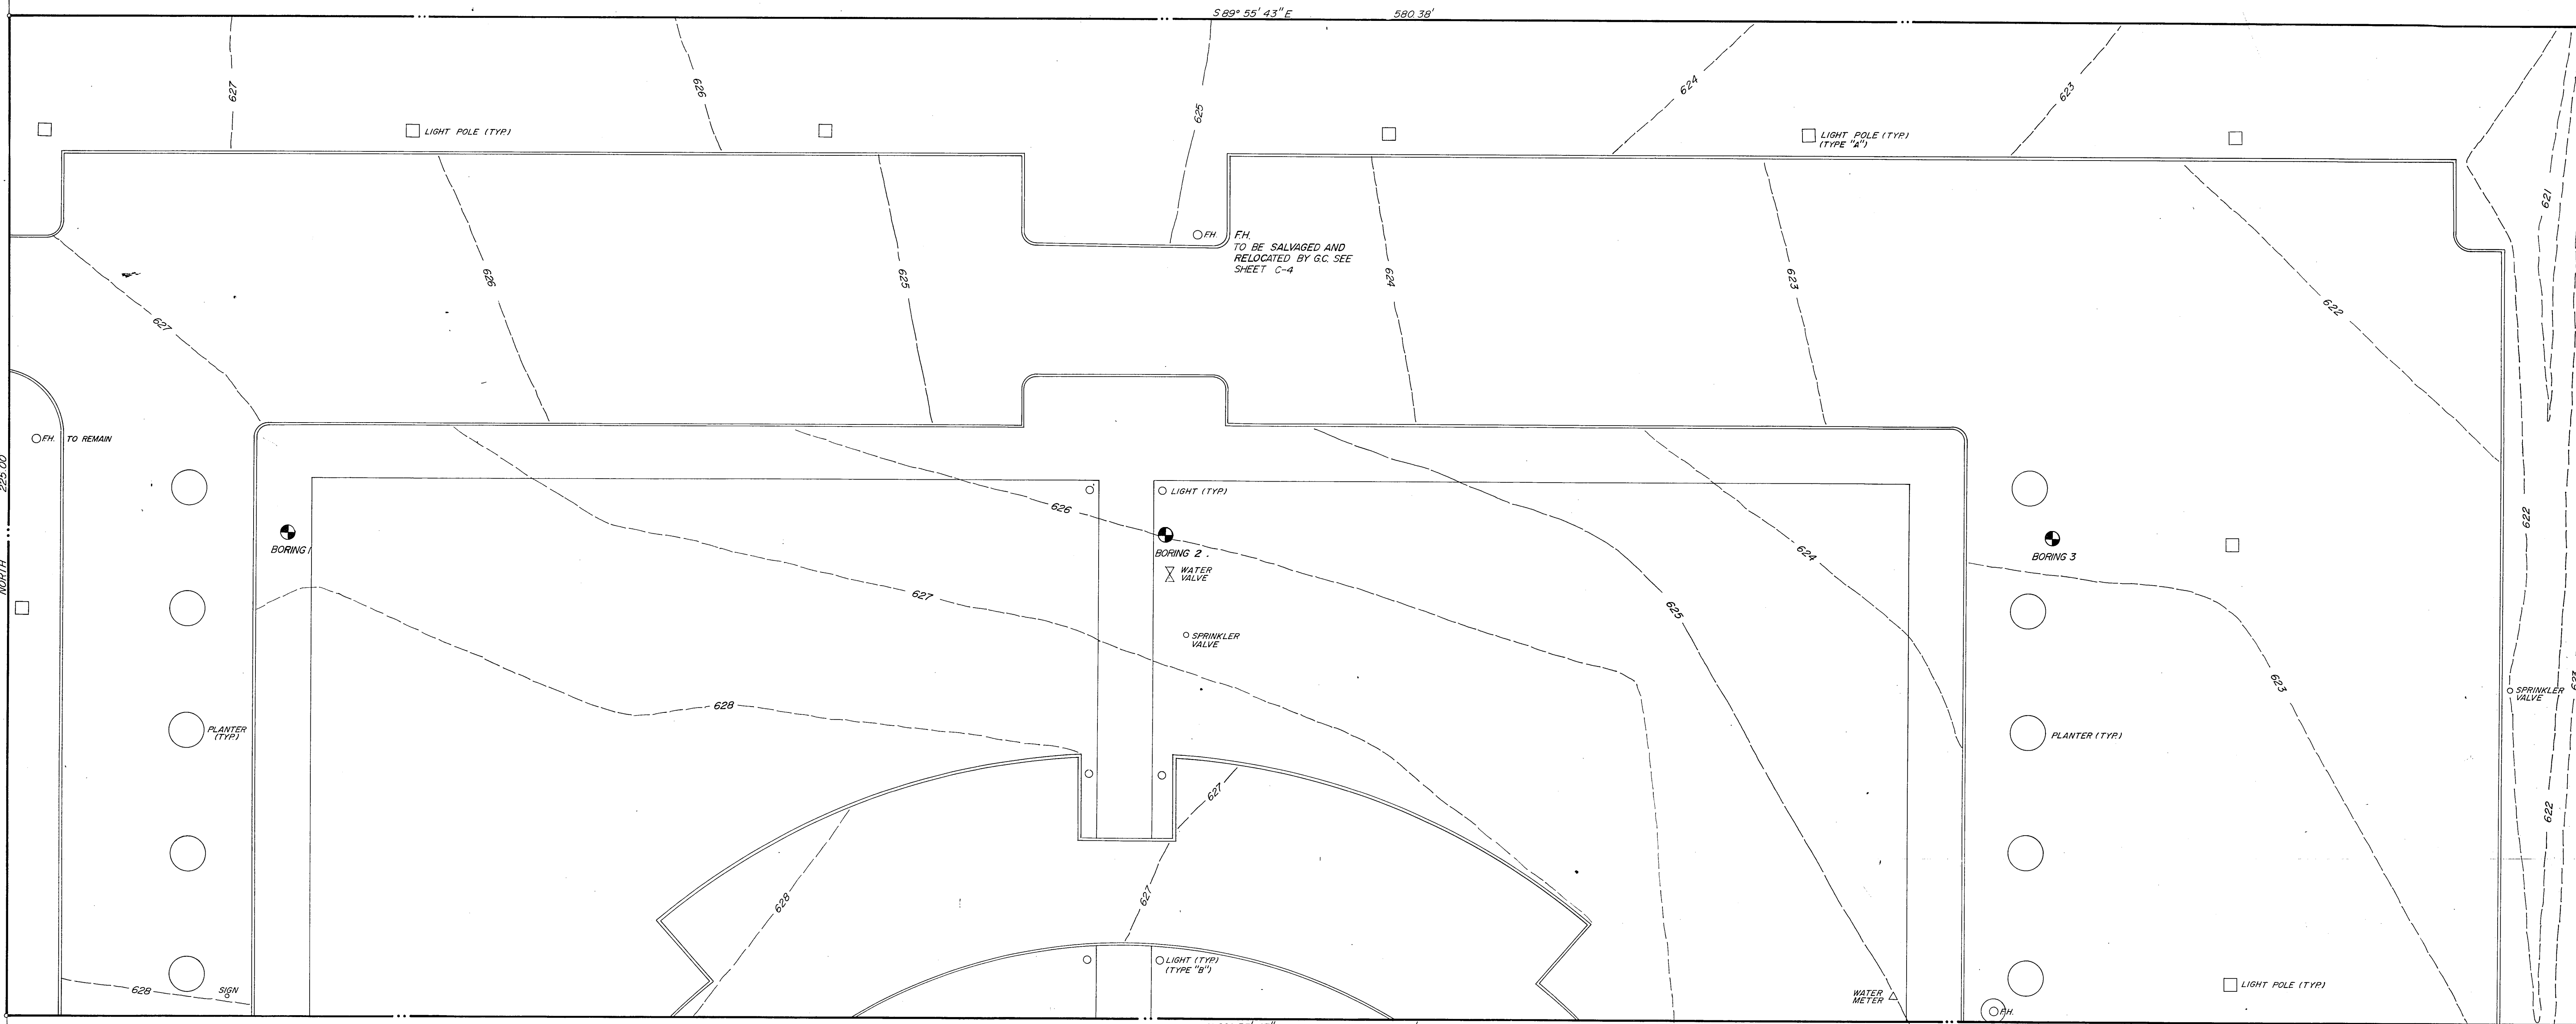 S 89° 55' 43" E 580.38'
627
626
625
624
623
LIGHT POLE (TYP.)
LIGHT POLE (TYP.)
(TYPE "A")
621
F.H.
F.H.
TO BE SALVAGED AND
RELOCATED BY G.C. SEE
SHEET C-4
626
625
624
623
622
627
F.H. TO REMAIN
225.00
NORTH
LIGHT (TYP.)
626
622
BORING 1
BORING 2
BORING 3
624
WATER
VALVE
627
625
SPRINKLER
VALVE
623
623
SPRINKLER
VALVE
628
PLANTER
(TYP.)
PLANTER (TYP.)
627
622
628
627
LIGHT (TYP.)
(TYPE "B")
628
SIGN
WATER
METER
LIGHT POLE (TYP.)
F.H.